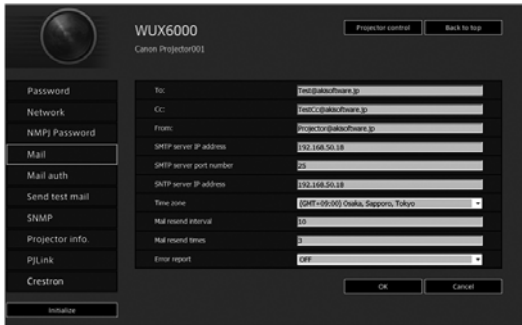 WUX6000
Canon Projector001
Projector control
Back to top
Password
Network
NMPJ Password
Mail
Mail auth
Send test mail
SNMP
Projector info.
PJLink
Crestron
Initialize
To: Test@akisoftware.jp
Cc: TestCc@akisoftware.jp
From: Projector@akisoftware.jp
SMTP server IP address 192.168.50.18
SMTP server port number 25
SNTP server IP address 192.168.50.18
Time zone (GMT+09:00) Osaka, Sapporo, Tokyo
Mail resend interval 10
Mail resend times 3
Error report OFF
OK Cancel